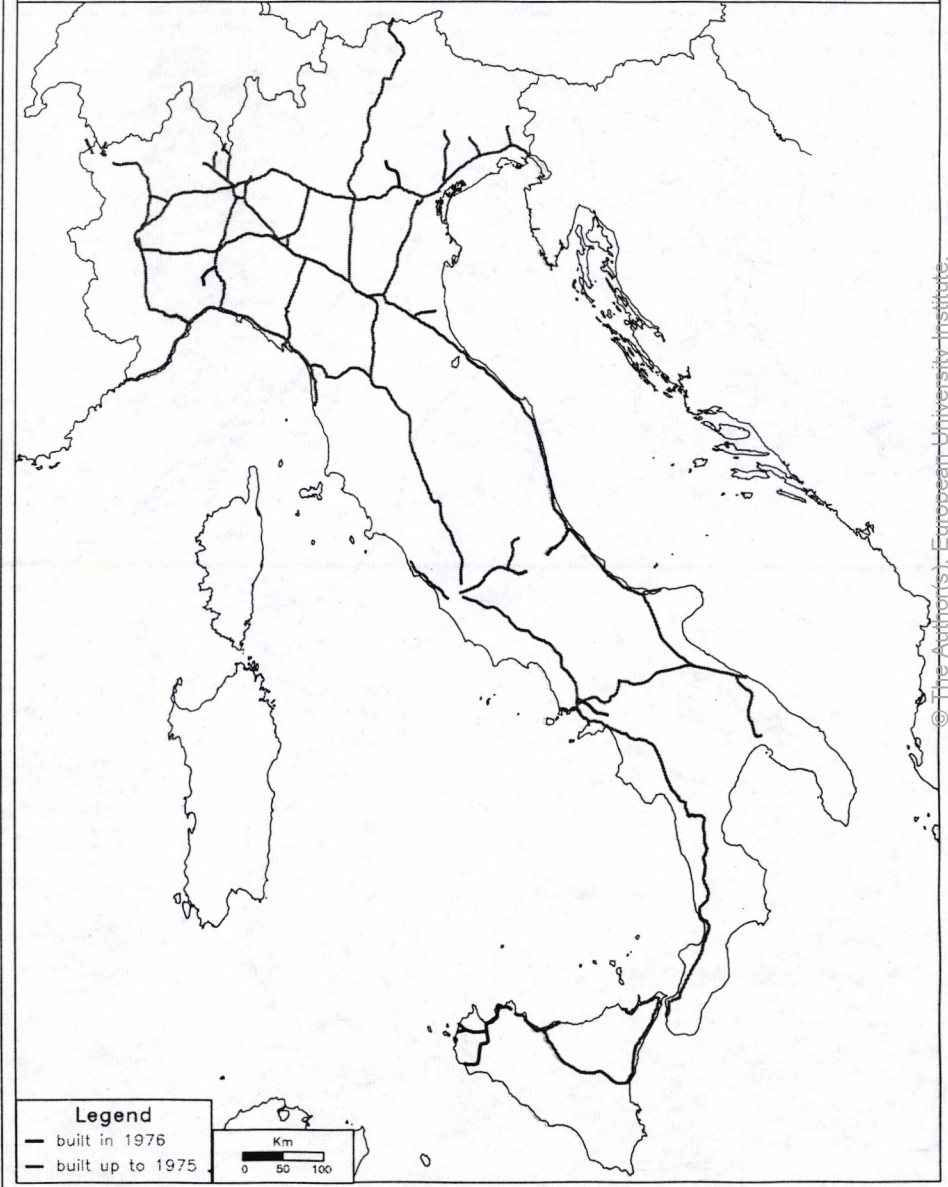 Legend
built in 1976
built up to 1975
Km
0 50 100
© The Author(s). European University Institute.